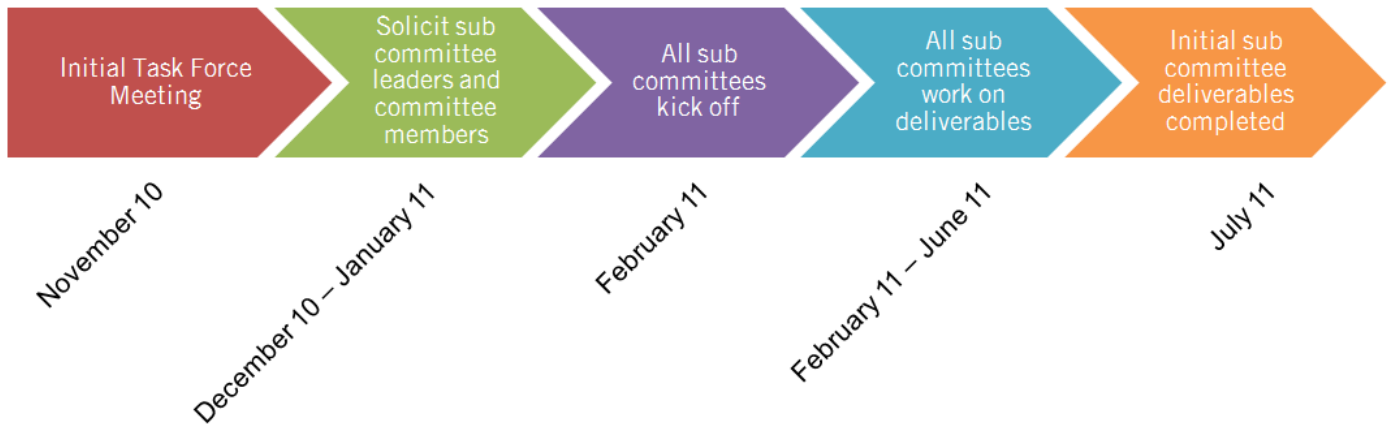 Initial Task Force
Meeting
Solicit sub
committee
leaders and
committee
members
All sub
committees
kick off
All sub
committees
work on
deliverables
Initial sub
committee
deliverables
completed
November 10
December 10 – January 11
February 11
February 11 – June 11
July 11